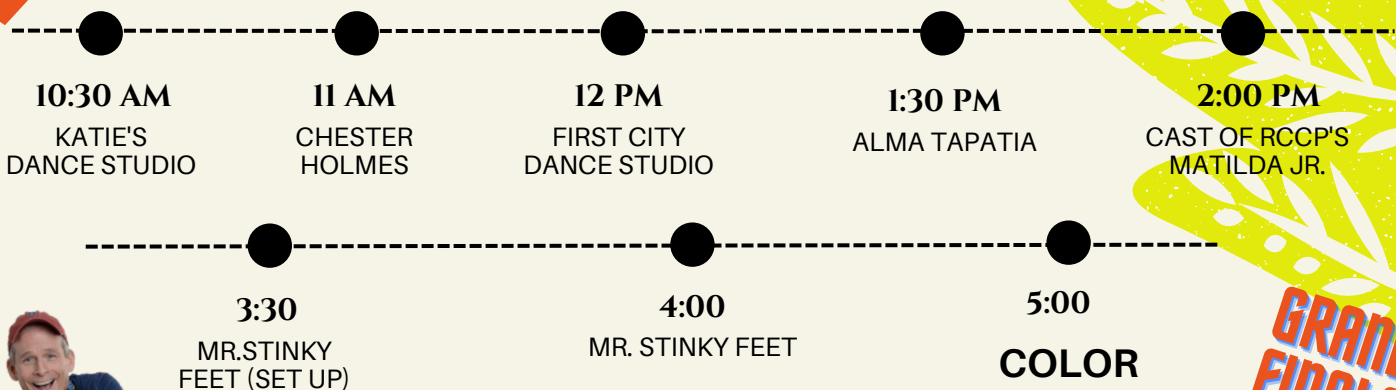 10:30 AM
KATIE'S
DANCE STUDIO
11 AM
CHESTER
HOLMES
12 PM
FIRST CITY
DANCE STUDIO
1:30 PM
ALMA TAPATIA
2:00 PM
CAST OF RCCP'S
MATILDA JR.
3:30
MR.STINKY
FEET (SET UP)
4:00
MR. STINKY FEET
5:00
COLOR